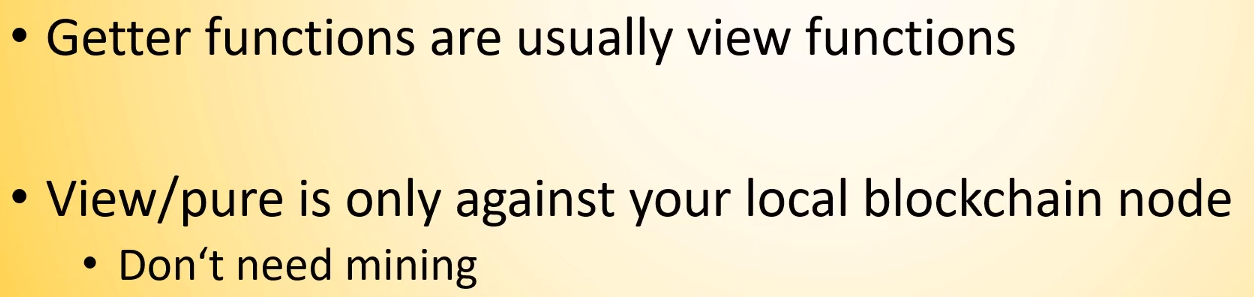 • Getter functions are usually view functions
• View/pure is only against your local blockchain node
• Don‘t need mining